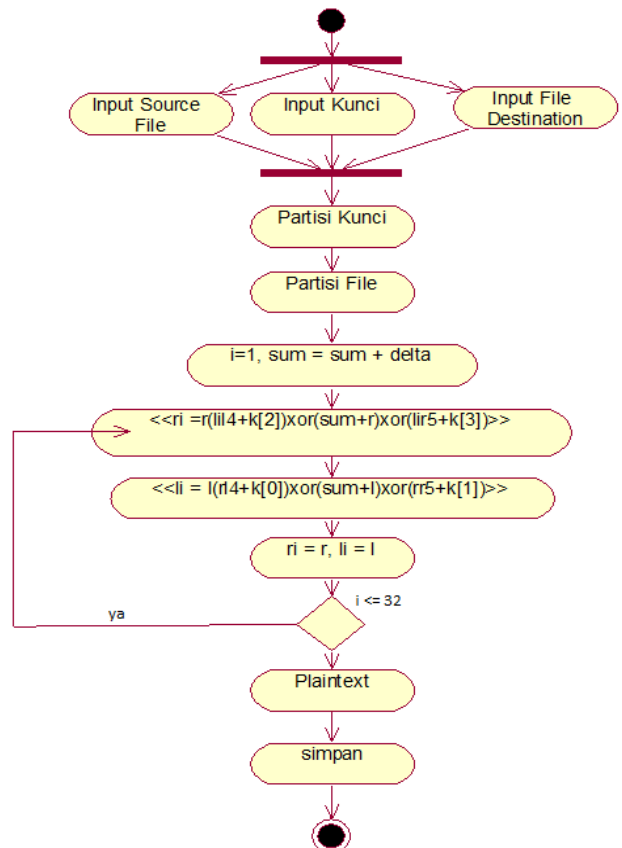 Input Source
File
Input Kunci
Input File
Destination
Partisi Kunci
Partisi File
i=1, sum = sum + delta
<<ri =r(lil4+k[2])xor(sum+r)xor(lir5+k[3])>>
<<li = l(rl4+k[0])xor(sum+l)xor(rr5+k[1])>>
ri = r, li = l
i <= 32
ya
Plaintext
simpan